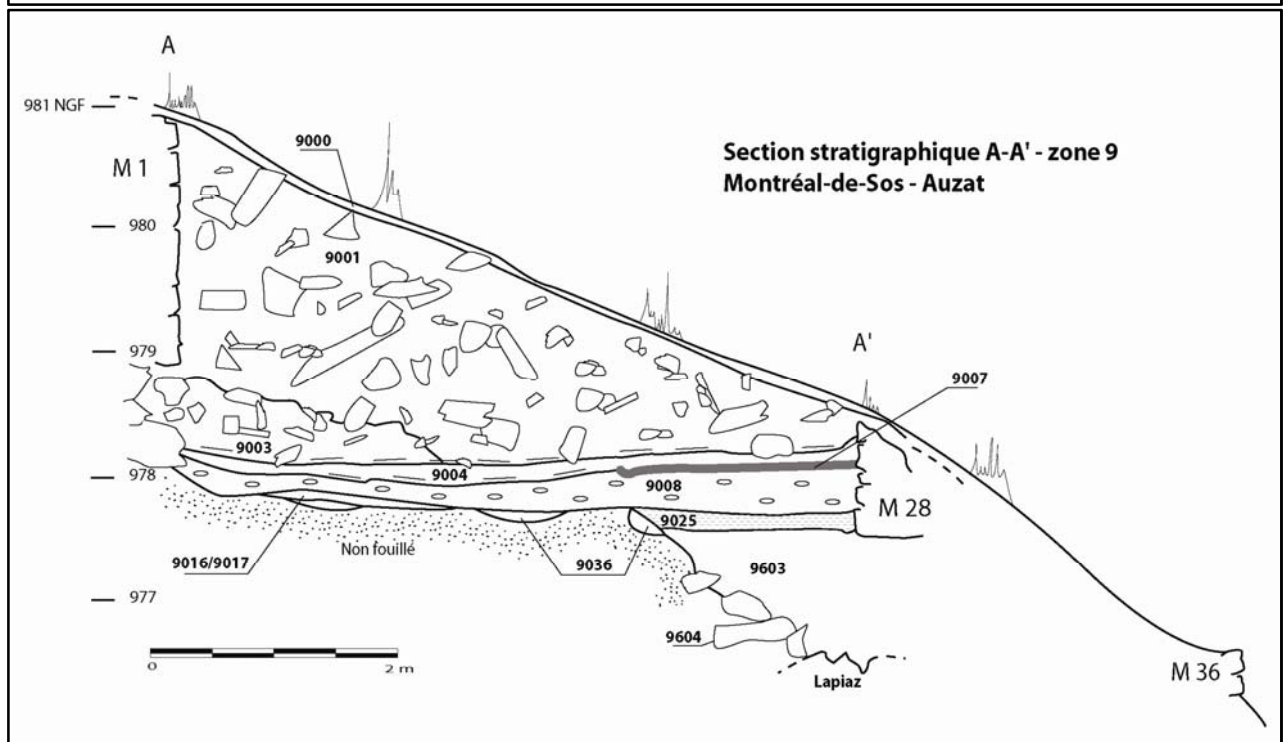 A
981 NGF
9000
Section stratigraphique A-A' - zone 9
Montréal-de-Sos - Auzat
M 1
980
9001
979
A'
9007
9003
9004
978
9008
M 28
9025
9016/9017
Non fouillé
9036
9603
977
9604
0
2 m
Lapiaz
M 36